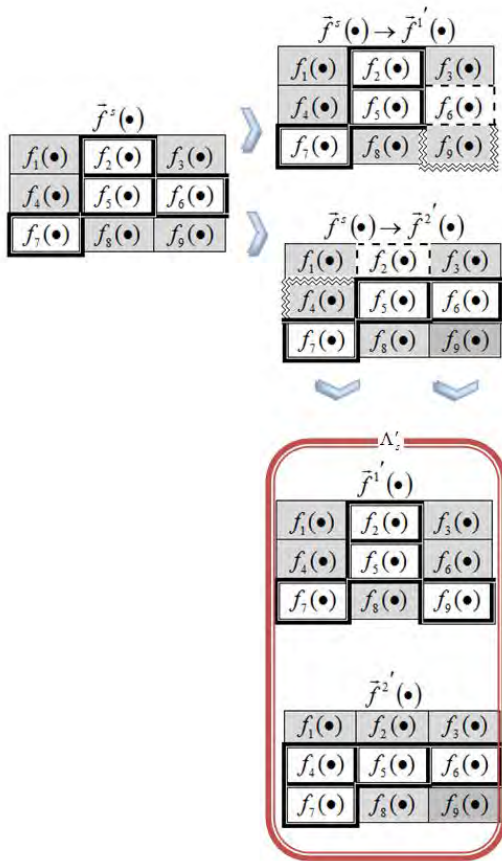 f⃗ˢ(•) → f⃗¹′(•)
f₁(•) f₂(•) f₃(•)
f₄(•) f₅(•) f₆(•)
f₇(•) f₈(•) f₉(•)
f⃗ˢ(•)
f₁(•) f₂(•) f₃(•)
f₄(•) f₅(•) f₆(•)
f₇(•) f₈(•) f₉(•)
f⃗ˢ(•) → f⃗²′(•)
f₁(•) f₂(•) f₃(•)
f₄(•) f₅(•) f₆(•)
f₇(•) f₈(•) f₉(•)
Λ′ₛ
f⃗¹′(•)
f₁(•) f₂(•) f₃(•)
f₄(•) f₅(•) f₆(•)
f₇(•) f₈(•) f₉(•)
f⃗²′(•)
f₁(•) f₂(•) f₃(•)
f₄(•) f₅(•) f₆(•)
f₇(•) f₈(•) f₉(•)